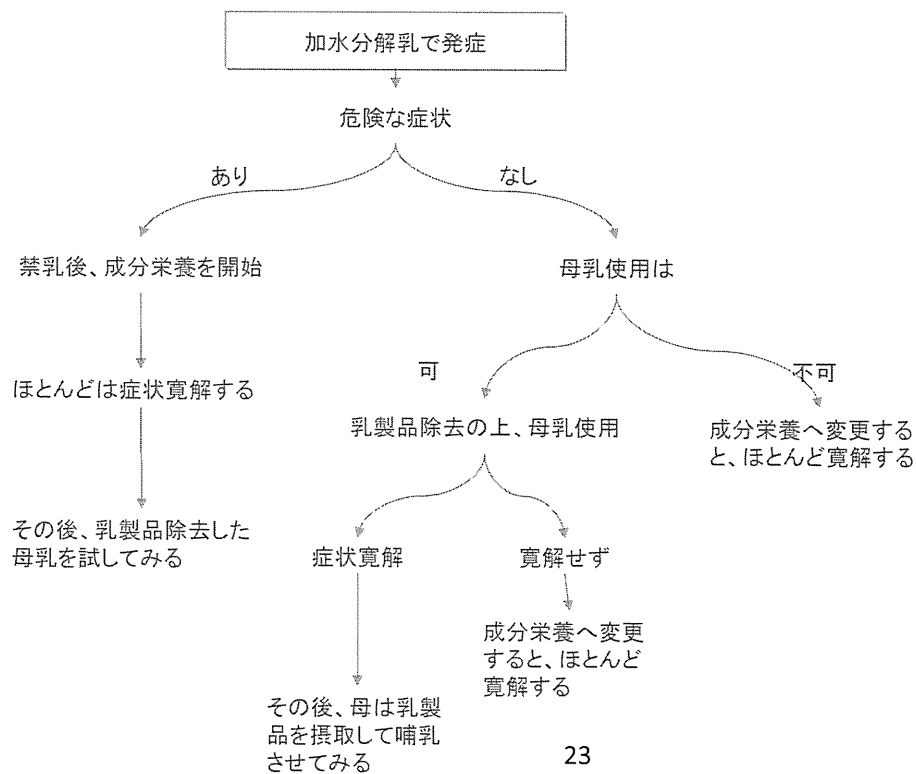 加水分解乳で発症
危険な症状
あり
なし
禁乳後、成分栄養を開始
母乳使用は
ほとんどは症状寛解する
可
不可
乳製品除去の上、母乳使用
成分栄養へ変更する
と、ほとんど寛解する
その後、乳製品除去した
母乳を試してみる
症状寛解
寛解せず
成分栄養へ変更
すると、ほとんど
寛解する
その後、母は乳製
品を摂取して哺乳
させてみる
23